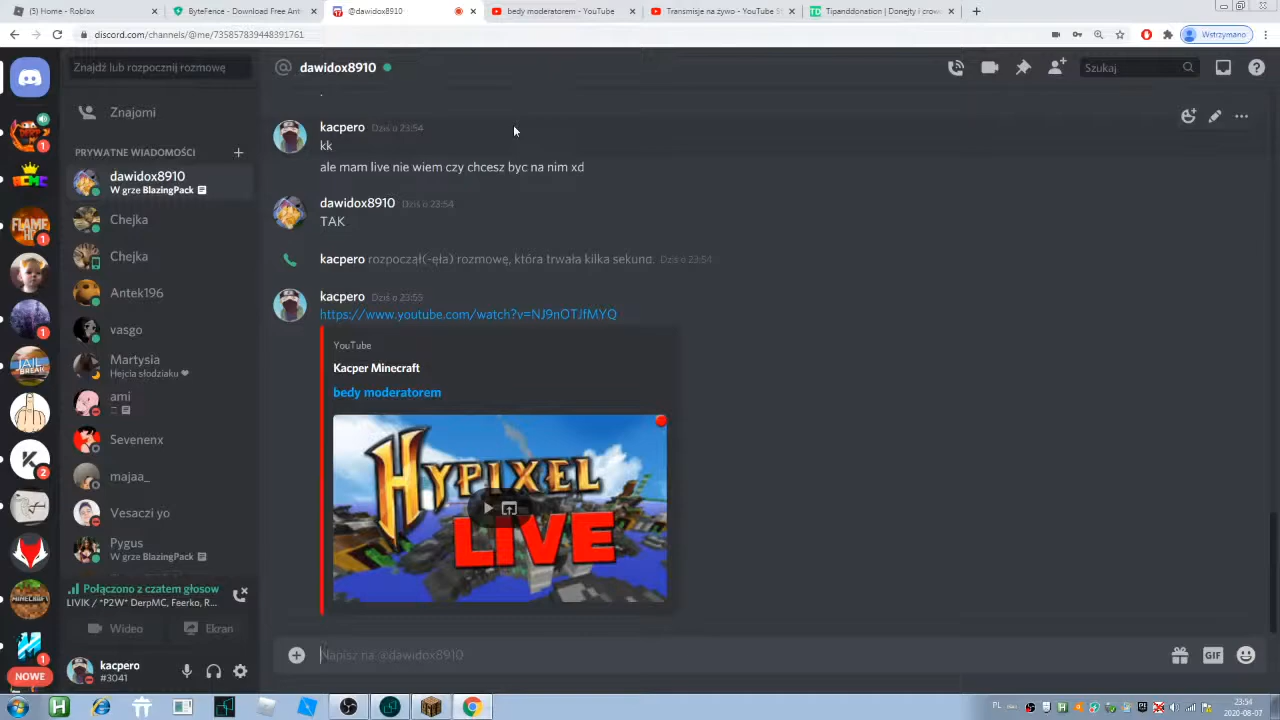 (5) Home - Roblox
ByteFence - Download Free Ant
@dawidox8910
bedy moderatorem - YouTube
Transmisje na żywo - YouTube S
Tipanddonation | Donejty i crow
discord.com/channels/@me/735857839448391761
Wstrzymano
Znajdź lub rozpocznij rozmowę
@ dawidox8910
Szukaj
Znajomi
PRYWATNE WIADOMOŚCI
dawidox8910
W grze BlazingPack
Chejka
Chejka
Antek196
vasgo
Martysia
Hejcia słodziaku ❤
ami
Sevenenx
majaa_
Vesaczi yo
Pygus
W grze BlazingPack
Połączono z czatem głosow
LIVIK / *P2W* DerpMC, Feerko, R...
Wideo
Ekran
kacpero
#3041
NOWE
.
kacpero Dziś o 23:54
kk
ale mam live nie wiem czy chcesz byc na nim xd
dawidox8910 Dziś o 23:54
TAK
kacpero rozpoczął(-ęła) rozmowę, która trwała kilka sekund. Dziś o 23:54
kacpero Dziś o 23:55
https://www.youtube.com/watch?v=NJ9nOTJfMYQ
YouTube
Kacper Minecraft
bedy moderatorem
HYPIXEL
LIVE
Napisz na @dawidox8910
GIF
PL
23:54
2020-08-07